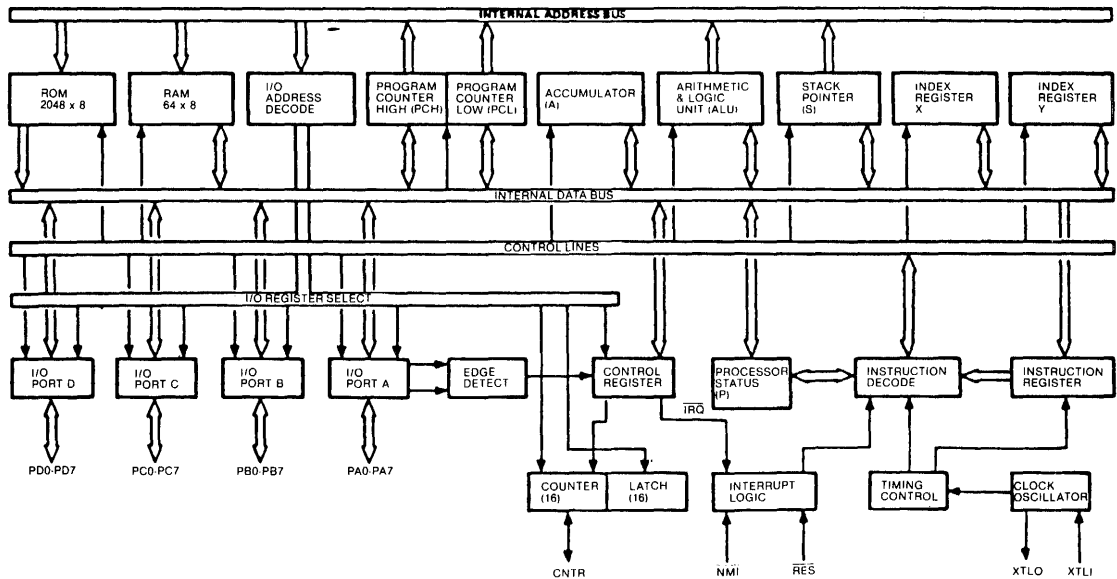 INTERNAL ADDRESS BUS
ROM
2048 x 8
RAM
64 x 8
I/O
ADDRESS
DECODE
PROGRAM
COUNTER
HIGH (PCH)
PROGRAM
COUNTER
LOW (PCL)
ACCUMULATOR
(A)
ARITHMETIC
& LOGIC
UNIT (ALU)
STACK
POINTER
(S)
INDEX
REGISTER
X
INDEX
REGISTER
Y
INTERNAL DATA BUS
CONTROL LINES
I/O REGISTER SELECT
I/O
PORT D
I/O
PORT C
I/O
PORT B
I/O
PORT A
EDGE
DETECT
CONTROL
REGISTER
PROCESSOR
STATUS
(P)
INSTRUCTION
DECODE
INSTRUCTION
REGISTER
IRQ
PD0-PD7
PC0-PC7
PB0-PB7
PA0-PA7
COUNTER
(16)
LATCH
(16)
INTERRUPT
LOGIC
TIMING
CONTROL
CLOCK
OSCILLATOR
CNTR
NMI
RES
XTLO
XTLI